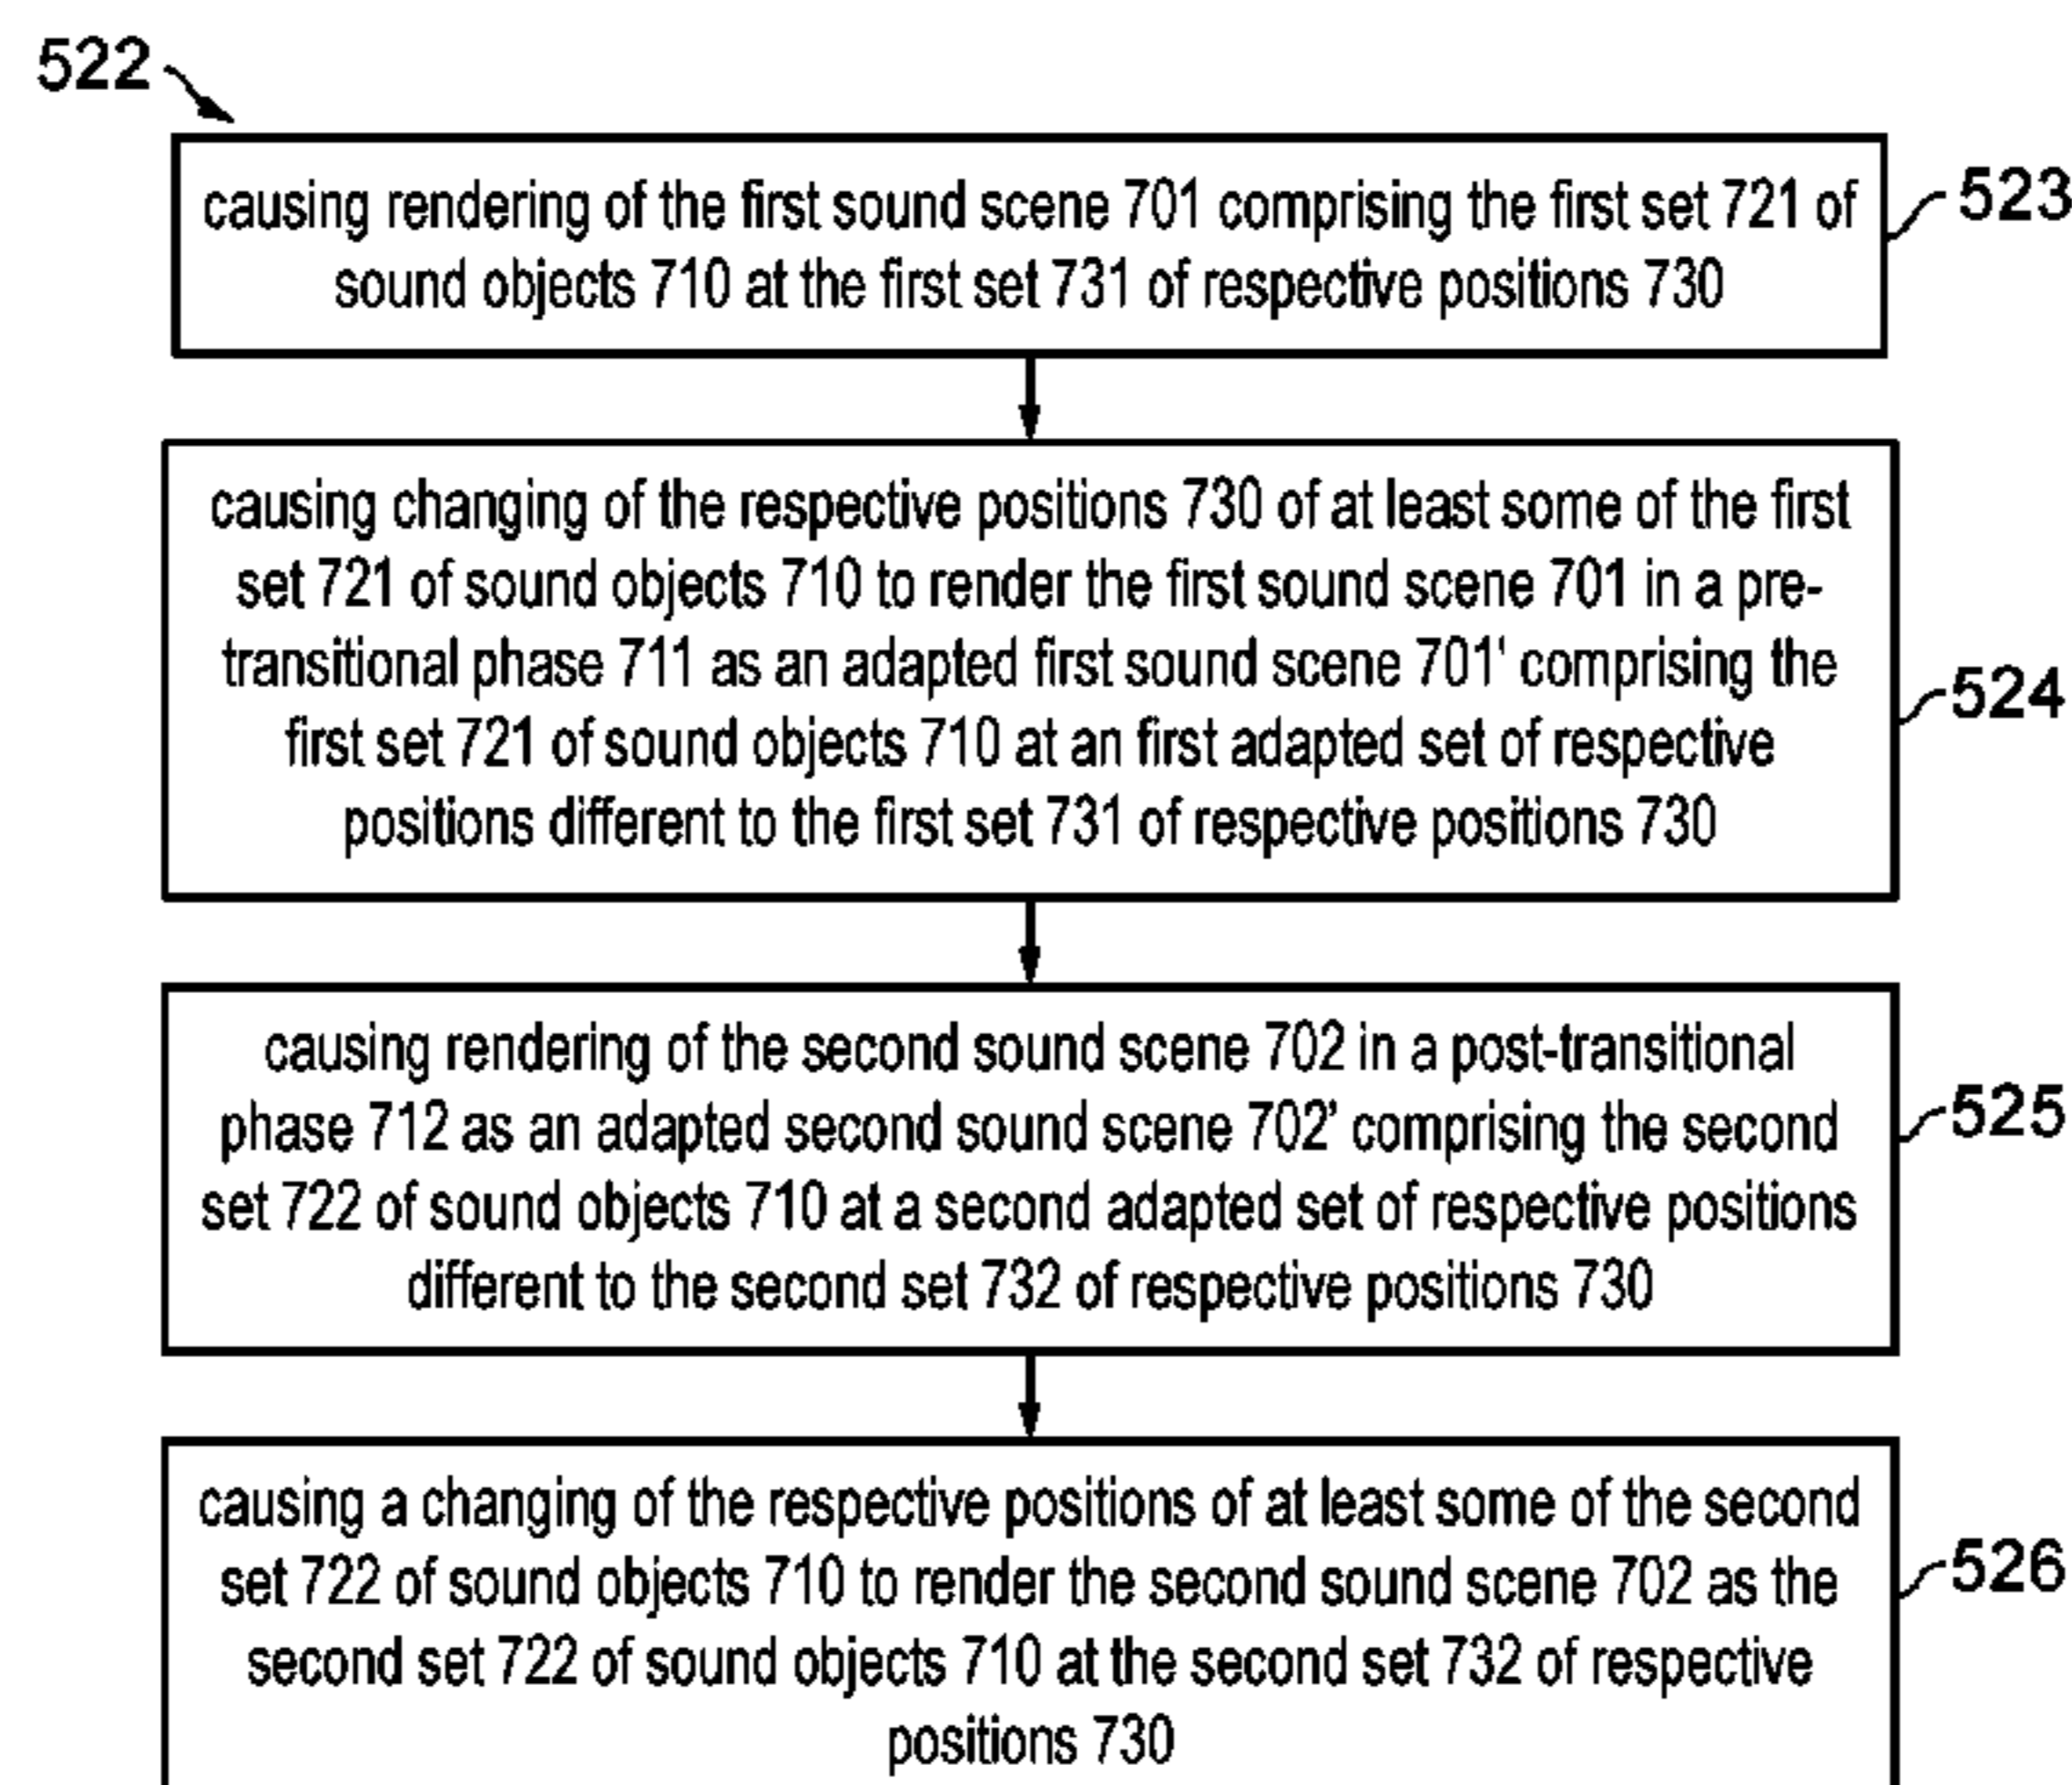 522
causing rendering of the first sound scene 701 comprising the first set 721 of
sound objects 710 at the first set 731 of respective positions 730
523
causing changing of the respective positions 730 of at least some of the first
set 721 of sound objects 710 to render the first sound scene 701 in a pre-
transitional phase 711 as an adapted first sound scene 701' comprising the
first set 721 of sound objects 710 at an first adapted set of respective
positions different to the first set 731 of respective positions 730
524
causing rendering of the second sound scene 702 in a post-transitional
phase 712 as an adapted second sound scene 702’ comprising the second
set 722 of sound objects 710 at a second adapted set of respective positions
different to the second set 732 of respective positions 730
525
causing a changing of the respective positions of at least some of the second
set 722 of sound objects 710 to render the second sound scene 702 as the
second set 722 of sound objects 710 at the second set 732 of respective
positions 730
526